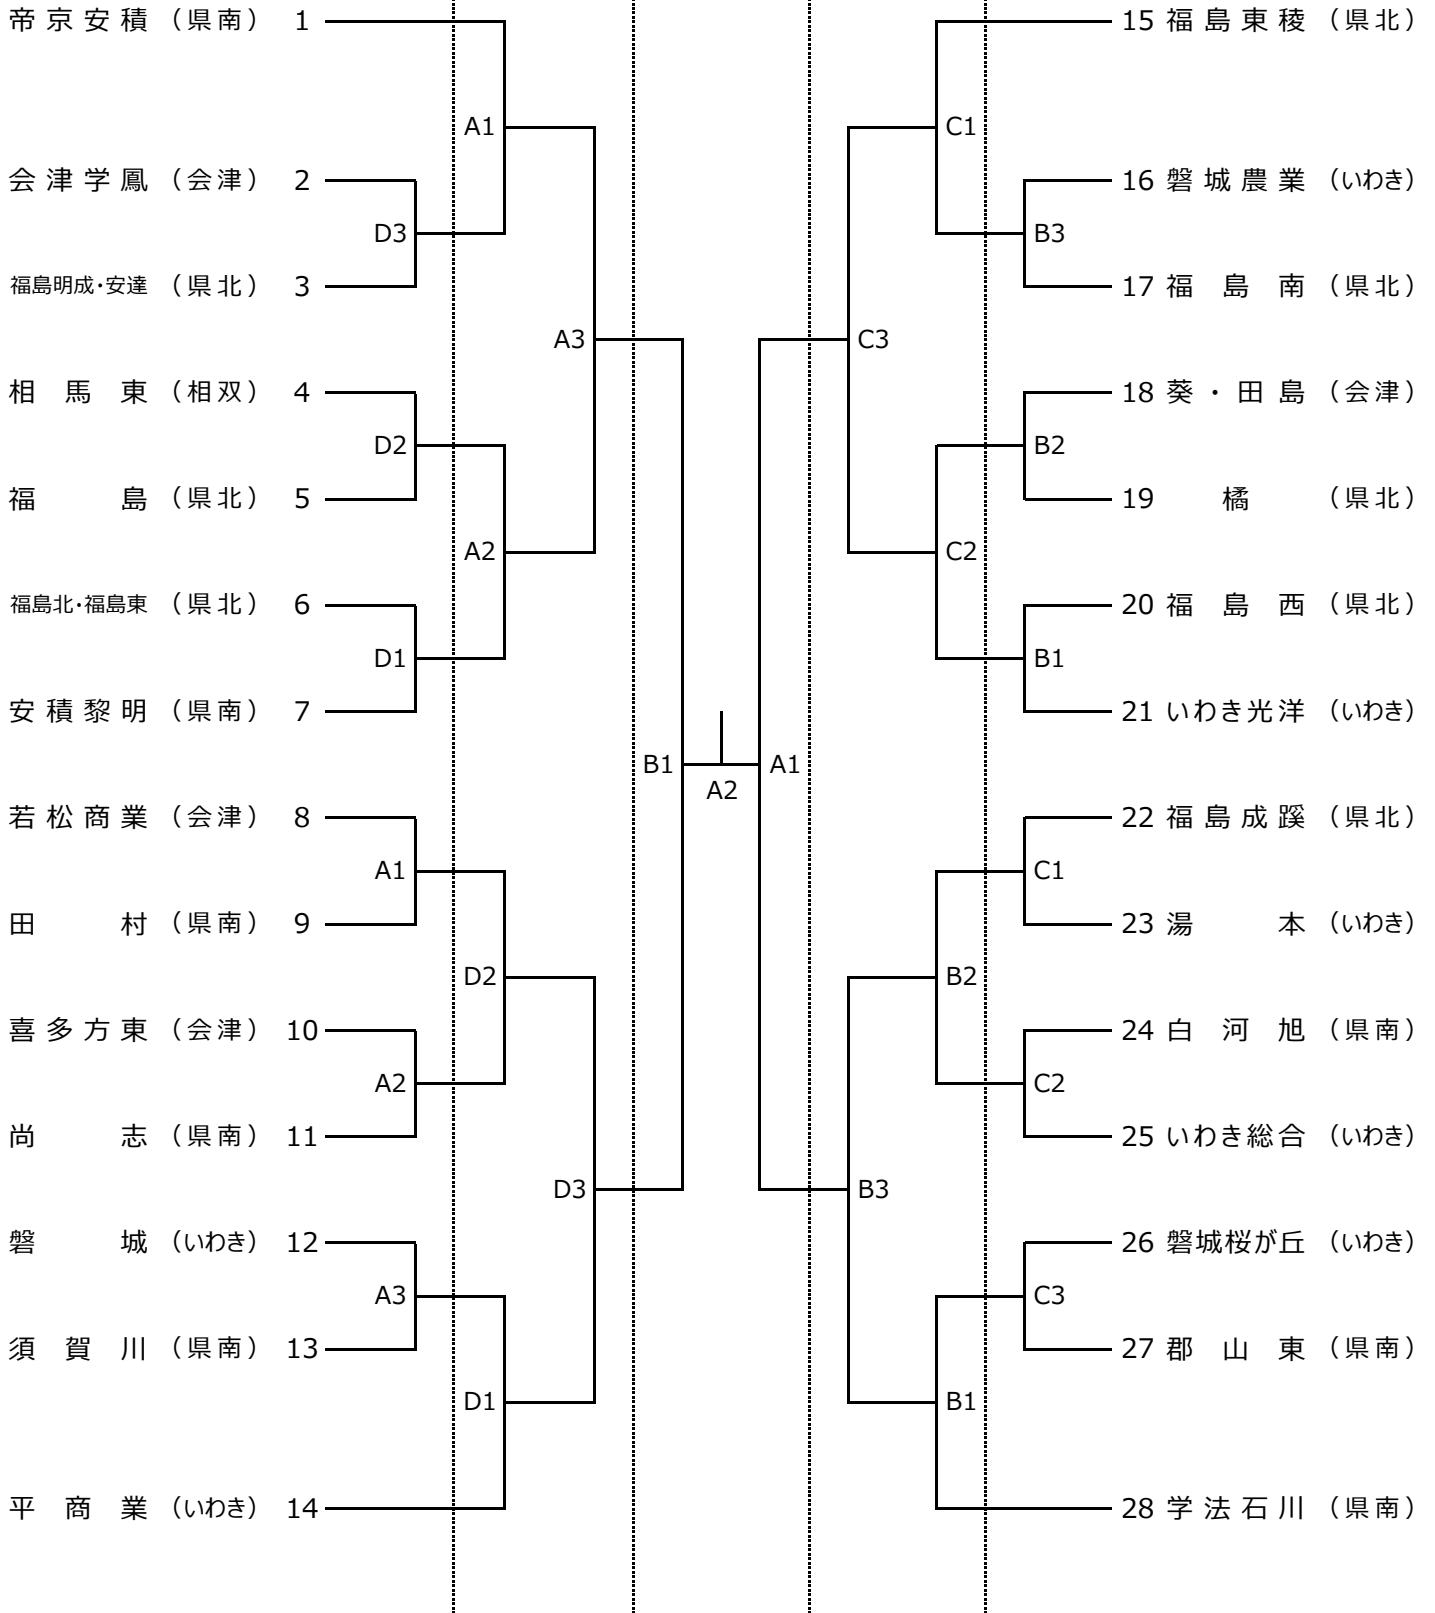 帝京安積 （県南） 1
A1
会津学鳳 （会津） 2
D3
福島明成・安達 （県北） 3
A3
相馬東 （相双） 4
D2
福島 （県北） 5
A2
福島北・福島東 （県北） 6
D1
安積黎明 （県南） 7
B1
若松商業 （会津） 8
A1
田村 （県南） 9
D2
喜多方東 （会津） 10
A2
尚志 （県南） 11
D3
磐城 （いわき） 12
A3
須賀川 （県南） 13
D1
平商業 （いわき） 14
A2
15 福島東稜 （県北）
C1
16 磐城農業 （いわき）
B3
17 福島南 （県北）
C3
18 葵・田島 （会津）
B2
19 橘 （県北）
C2
20 福島西 （県北）
B1
21 いわき光洋 （いわき）
A1
22 福島成蹊 （県北）
C1
23 湯本 （いわき）
B2
24 白河旭 （県南）
C2
25 いわき総合 （いわき）
B3
26 磐城桜が丘 （いわき）
C3
27 郡山東 （県南）
B1
28 学法石川 （県南）